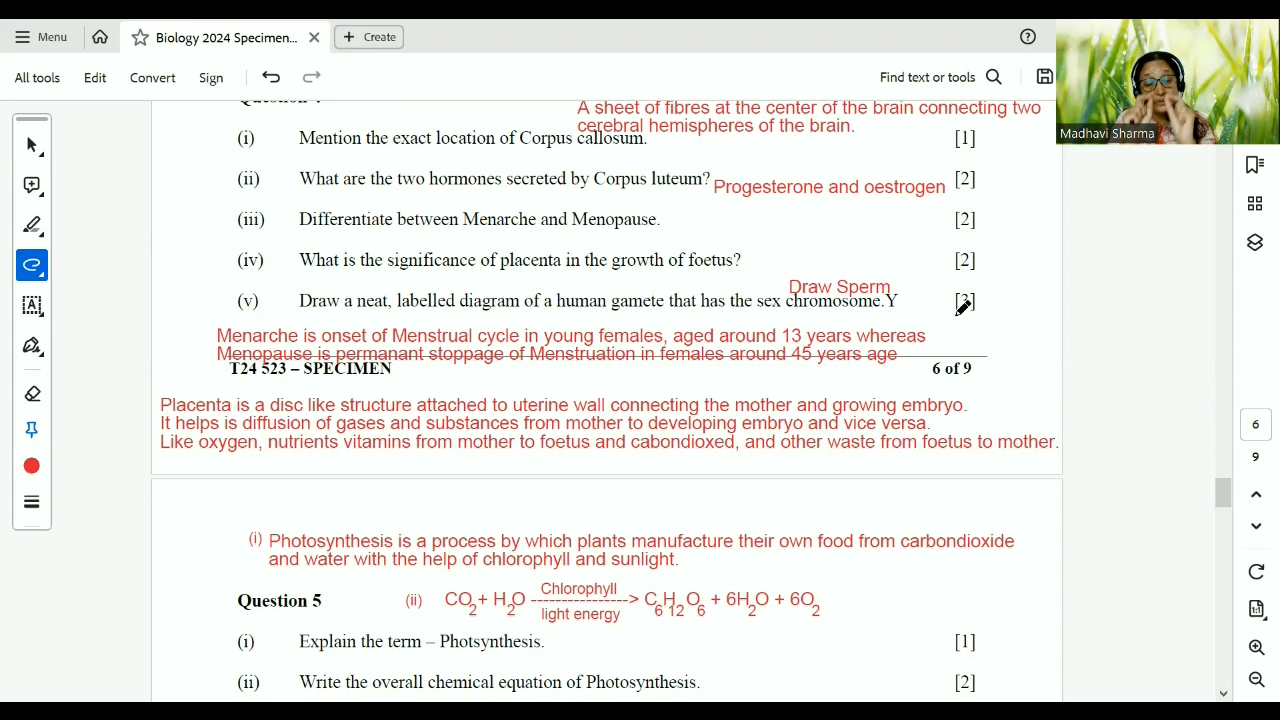 Menu
Biology 2024 Specimen...
Create
All tools
Edit
Convert
Sign
Find text or tools
Madhavi Sharma
A sheet of fibres at the center of the brain connecting two
cerebral hemispheres of the brain.
(i) Mention the exact location of Corpus callosum. [1]
(ii) What are the two hormones secreted by Corpus luteum? Progesterone and oestrogen [2]
(iii) Differentiate between Menarche and Menopause. [2]
(iv) What is the significance of placenta in the growth of foetus? [2]
Draw Sperm
(v) Draw a neat, labelled diagram of a human gamete that has the sex chromosome.Y [3]
Menarche is onset of Menstrual cycle in young females, aged around 13 years whereas
Menopause is permanant stoppage of Menstruation in females around 45 years age
T24 523 – SPECIMEN 6 of 9
Placenta is a disc like structure attached to uterine wall connecting the mother and growing embryo.
It helps is diffusion of gases and substances from mother to developing embryo and vice versa.
Like oxygen, nutrients vitamins from mother to foetus and cabondioxed, and other waste from foetus to mother.
6
9
(i) Photosynthesis is a process by which plants manufacture their own food from carbondioxide
and water with the help of chlorophyll and sunlight.
Chlorophyll
Question 5 (ii) CO2+ H2O ----------------> C6H12O6 + 6H2O + 6O2
light energy
(i) Explain the term – Photsynthesis. [1]
(ii) Write the overall chemical equation of Photosynthesis. [2]